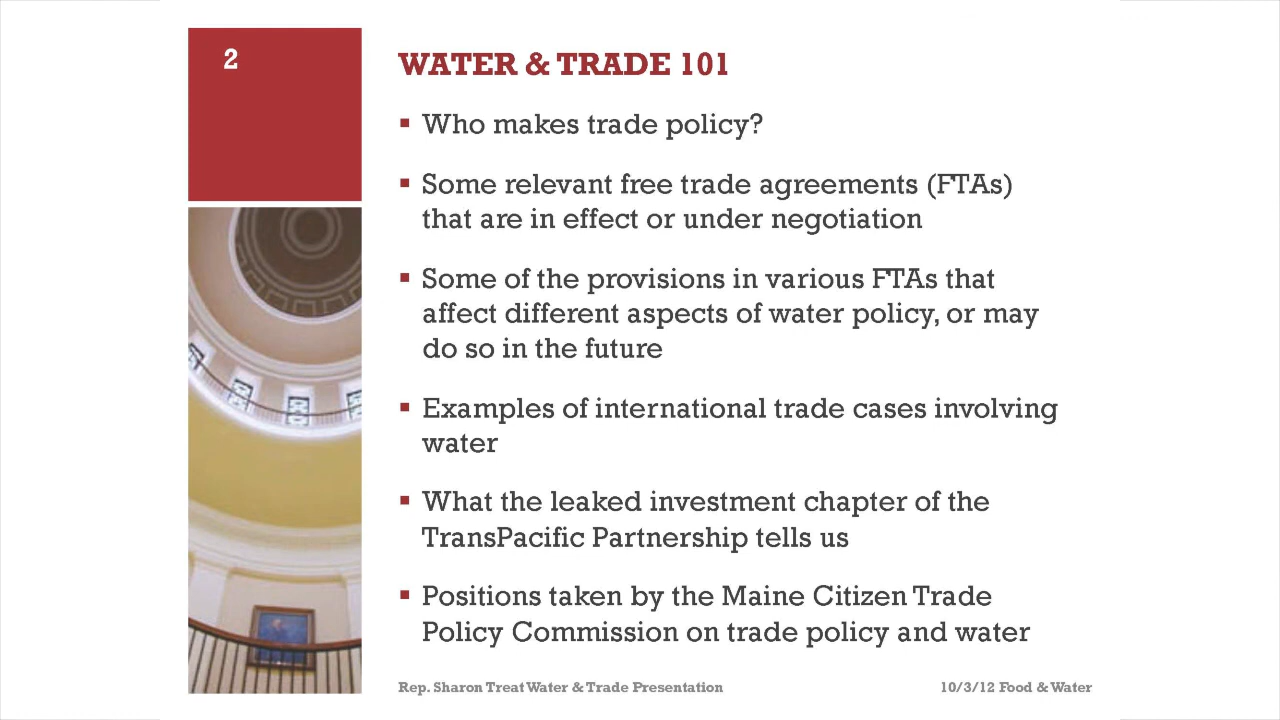 2
WATER & TRADE 101
▪ Who makes trade policy?
▪ Some relevant free trade agreements (FTAs)
that are in effect or under negotiation
▪ Some of the provisions in various FTAs that
affect different aspects of water policy, or may
do so in the future
▪ Examples of international trade cases involving
water
▪ What the leaked investment chapter of the
TransPacific Partnership tells us
▪ Positions taken by the Maine Citizen Trade
Policy Commission on trade policy and water
Rep. Sharon Treat Water & Trade Presentation
10/3/12 Food & Water